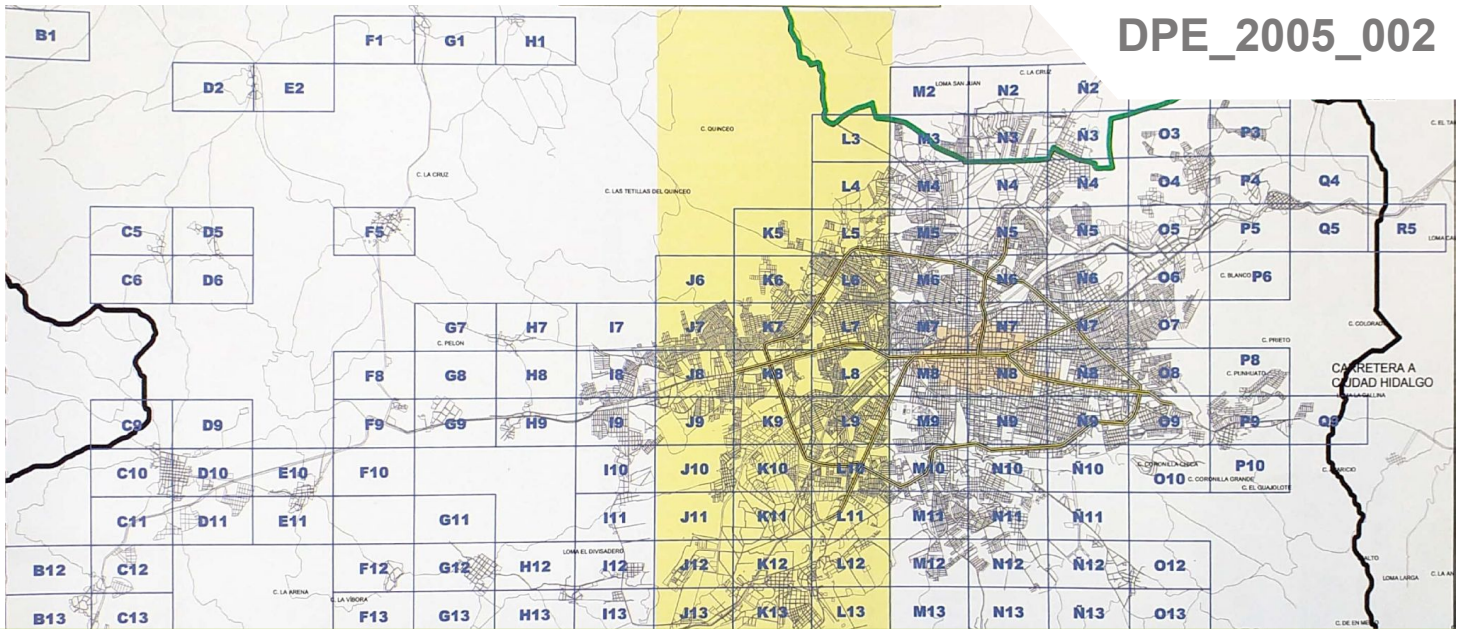 DPE_2005_002
B1
F1
G1
H1
D2
E2
M2
LOMA SAN JUAN
N2
C. LA CRUZ
Ñ2
C. QUINCEO
L3
M3
N3
Ñ3
O3
P3
C. LA CRUZ
C. LAS TETILLAS DEL QUINCEO
L4
M4
N4
Ñ4
O4
P4
Q4
C5
D5
F5
K5
L5
M5
N5
Ñ5
O5
P5
Q5
R5
C6
D6
J6
K6
L6
M6
N6
Ñ6
O6
C. BLANCO
P6
G7
H7
I7
J7
K7
L7
M7
N7
Ñ7
O7
C. PELON
C. COLORAD
C. PRIETO
F8
G8
H8
I8
J8
K8
L8
M8
N8
Ñ8
O8
P8
C. PUNHUATO
CARRETERA A
CIUDAD HIDALGO
C9
D9
F9
G9
H9
I9
J9
K9
L9
M9
N9
Ñ9
O9
P9
Q9
C10
D10
E10
F10
I10
J10
K10
L10
M10
N10
Ñ10
C. CORONILLA CHICA
O10
C. CORONILLA GRANDE
P10
C. EL GUAJOLOTE
C11
D11
E11
G11
I11
J11
K11
L11
M11
N11
Ñ11
LOMA EL DIVISADERO
B12
C12
F12
G12
H12
I12
J12
K12
L12
M12
N12
Ñ12
O12
LOMA LARGA
C. LA ARENA
C. LA VIBORA
B13
C13
F13
G13
H13
I13
J13
K13
L13
M13
N13
Ñ13
O13